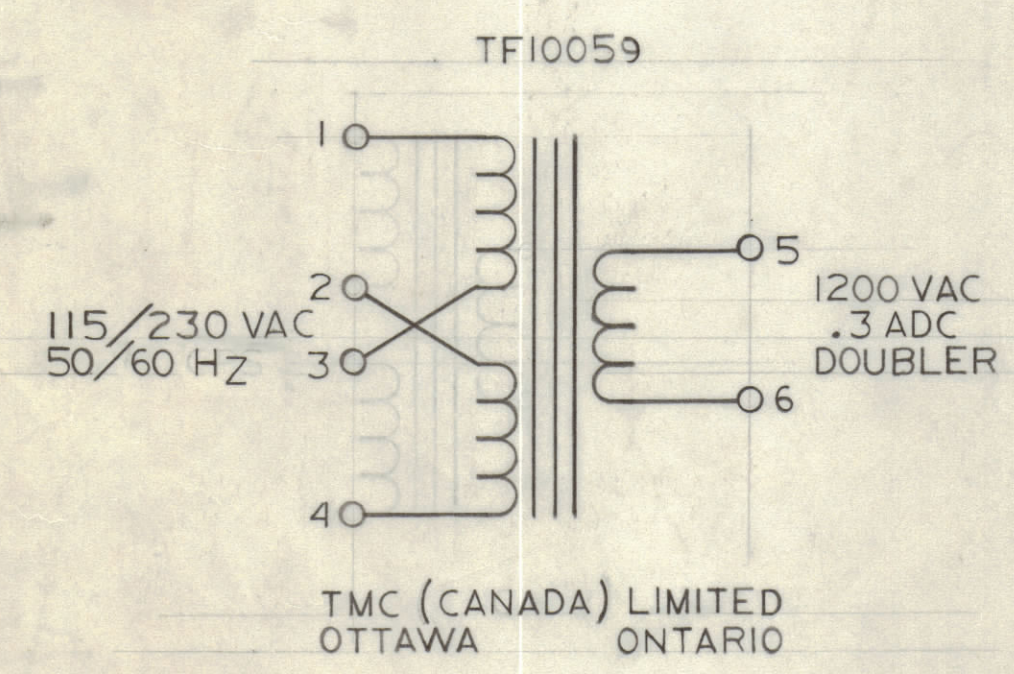 TF10059
1
2
115/230 VAC
50/60 HZ
3
4
5
1200 VAC
.3 ADC
DOUBLER
6
TMC (CANADA) LIMITED
OTTAWA ONTARIO